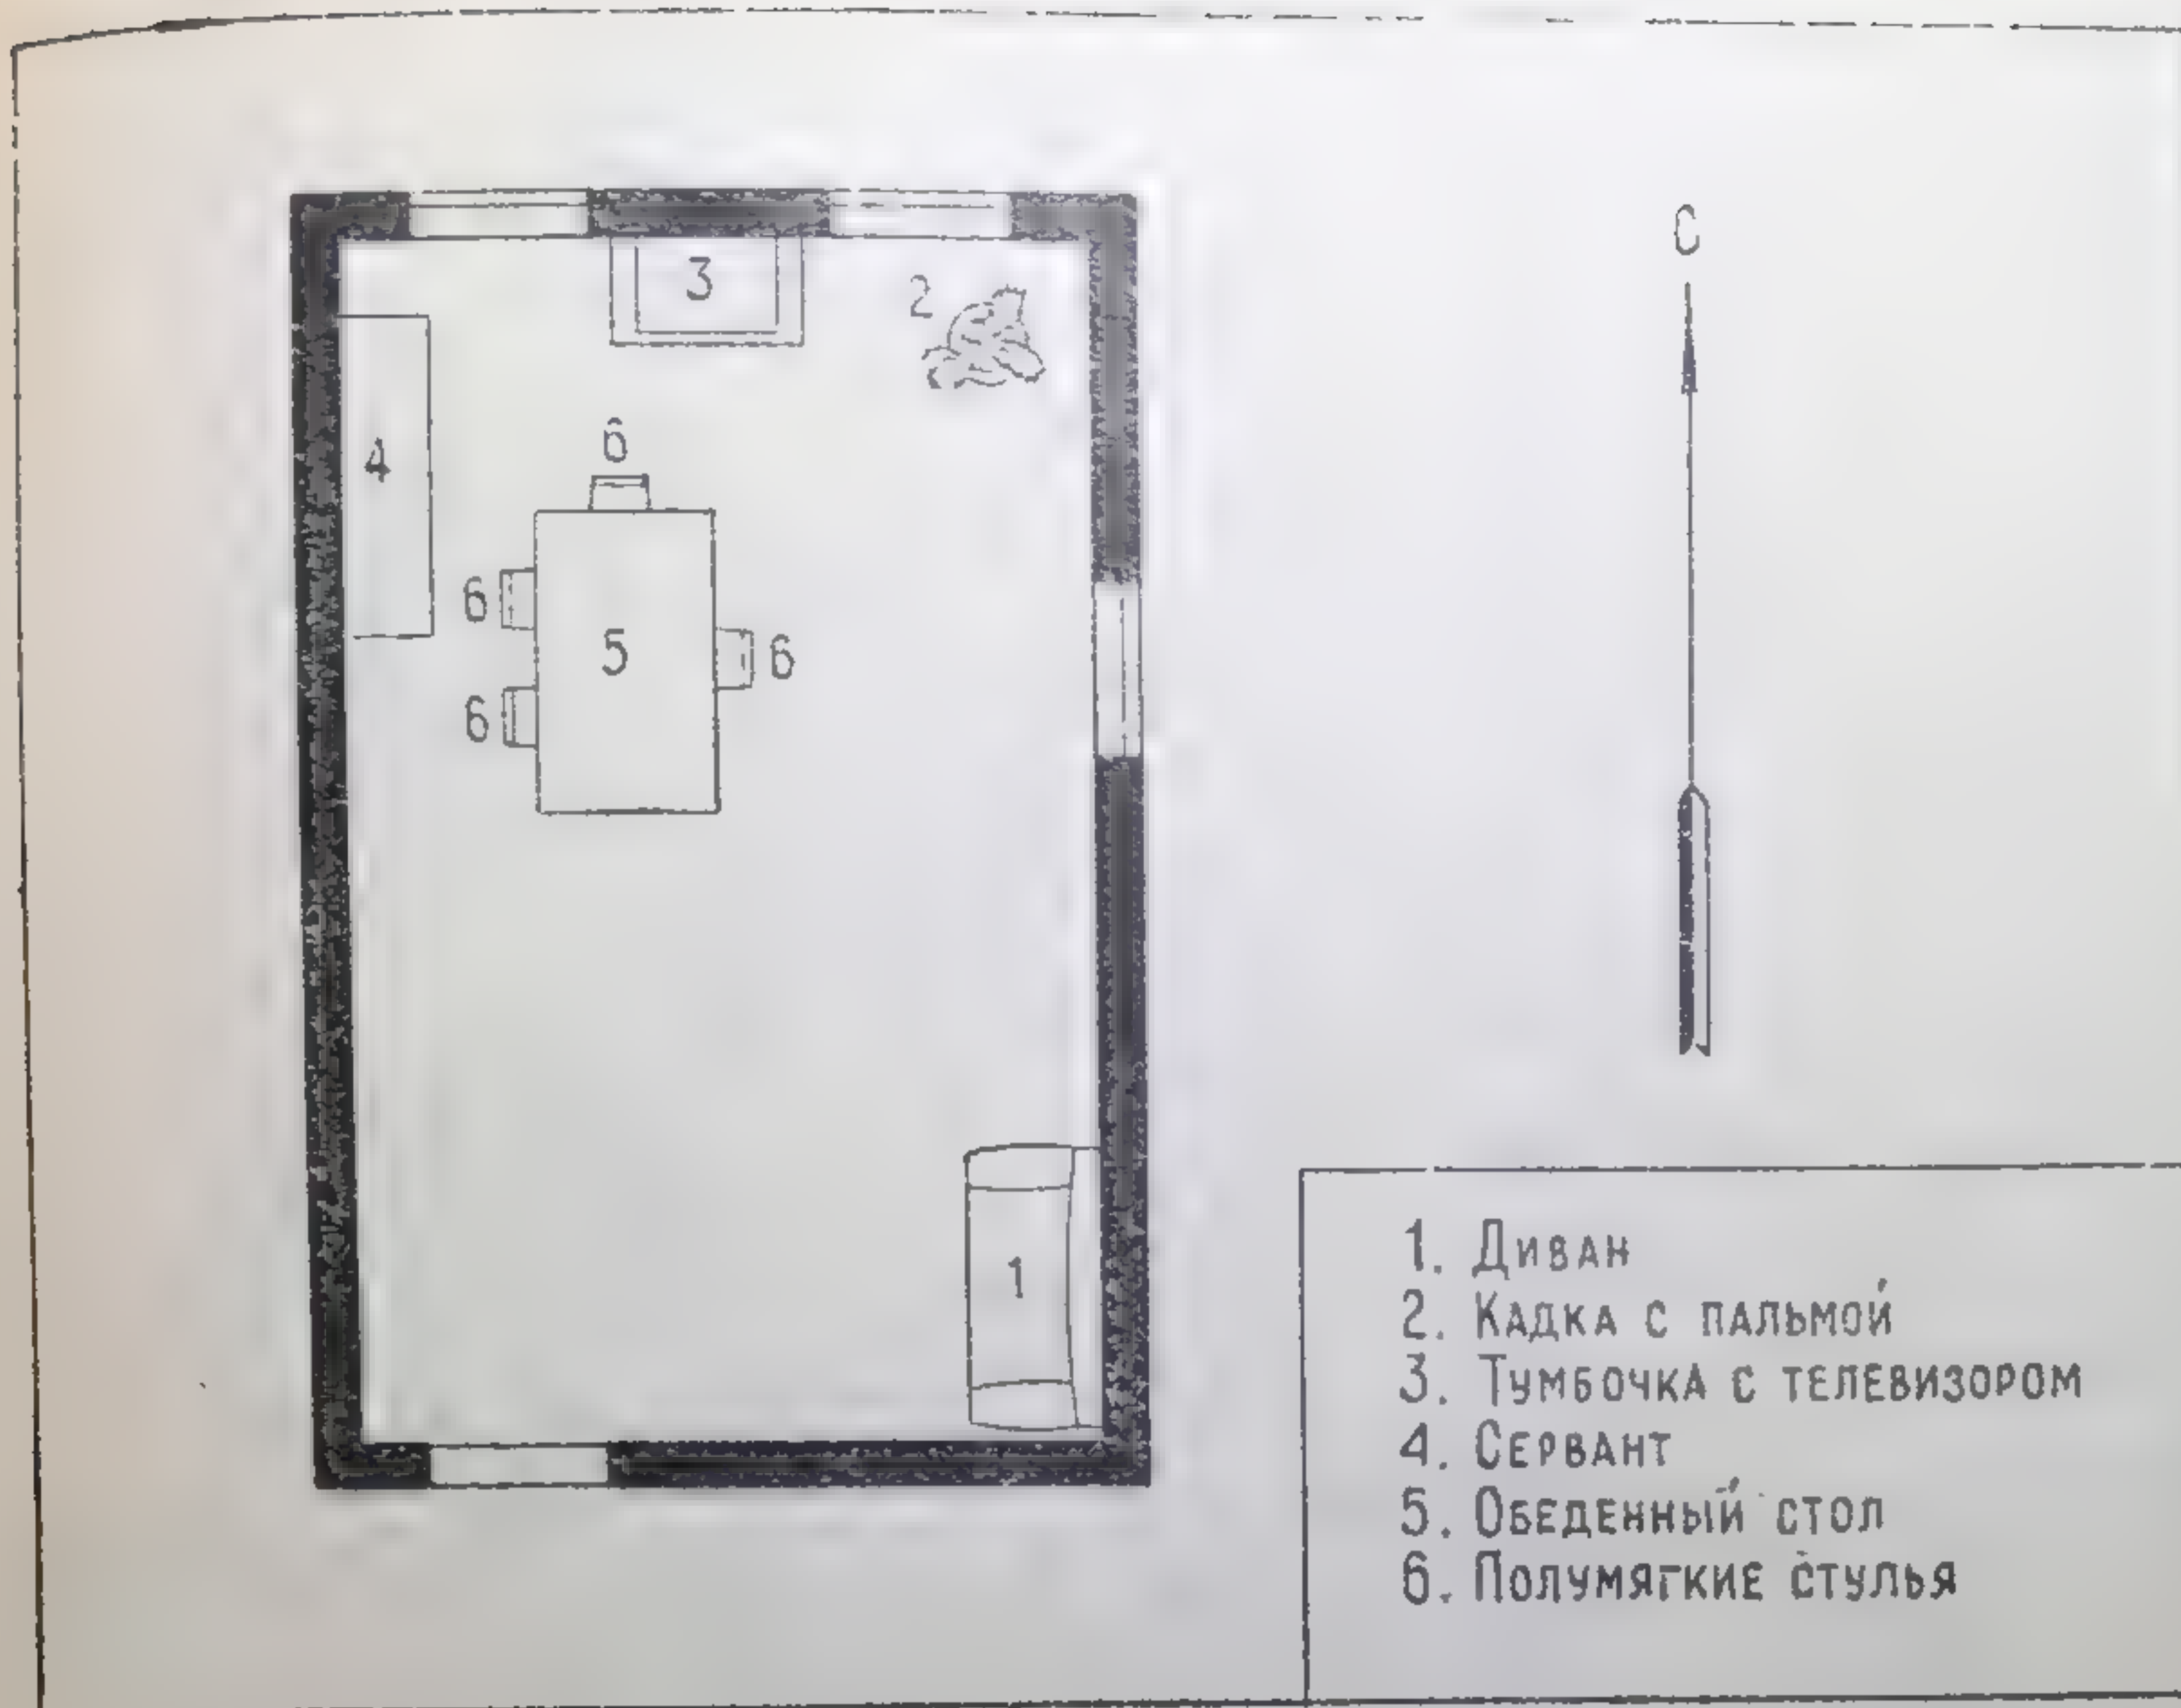 3
2
С
4
6
6
5
6
6
1
1. Диван
2. Кадка с пальмой
3. Тумбочка с телевизором
4. Сервант
5. Обеденный стол
6. Полумягкие стулья